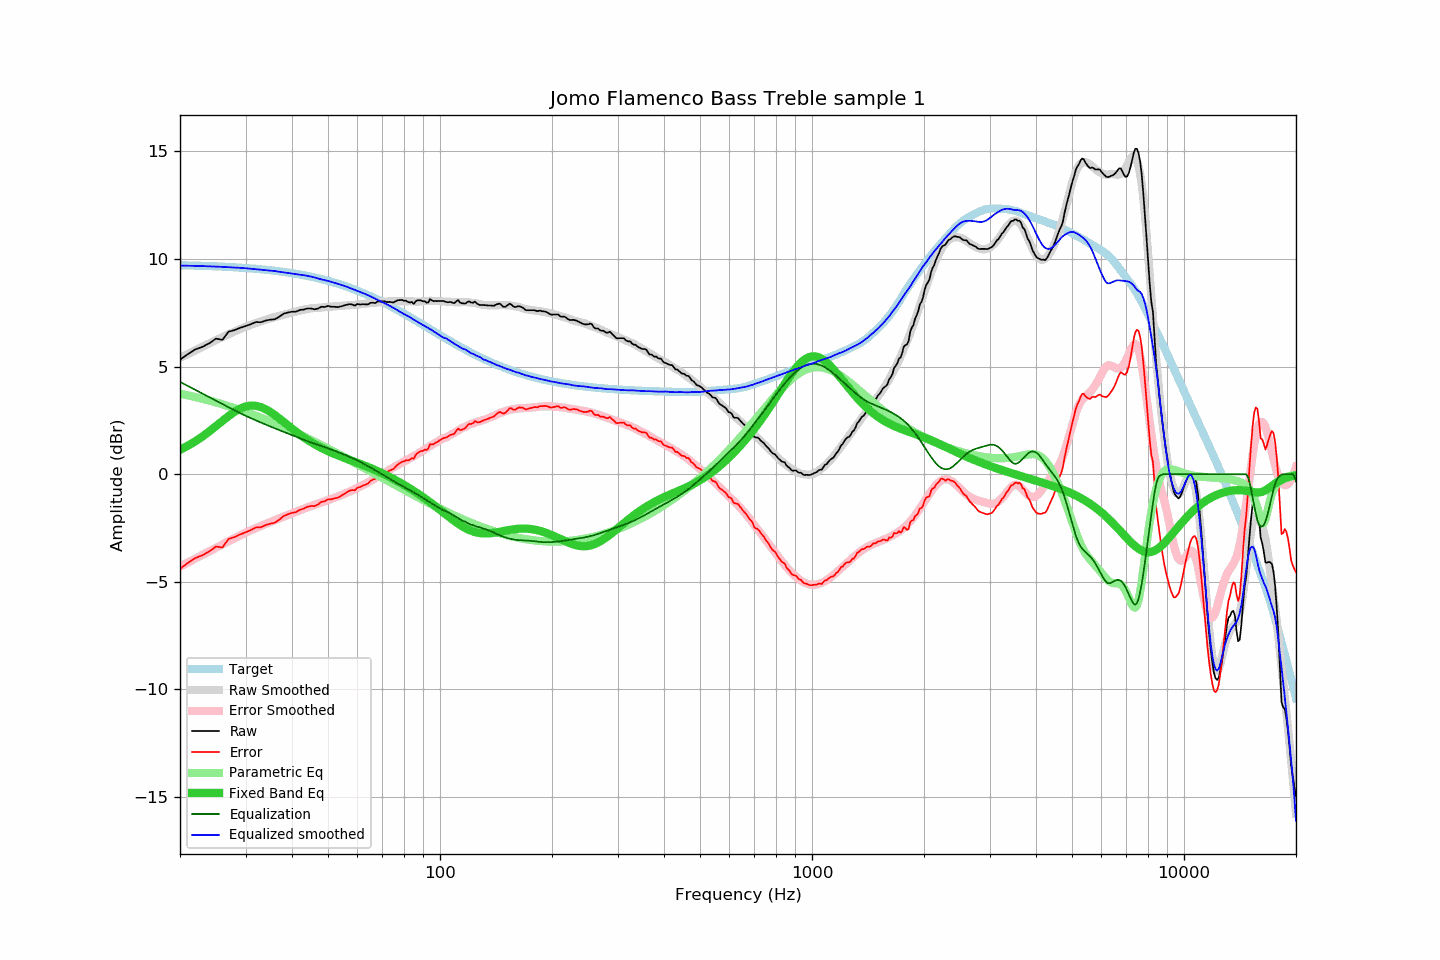 Jomo Flamenco Bass Treble sample 1
Amplitude (dBr)
15
10
5
0
−5
−10
−15
Target
Raw Smoothed
Error Smoothed
Raw
Error
Parametric Eq
Fixed Band Eq
Equalization
Equalized smoothed
100 1000 10000
Frequency (Hz)